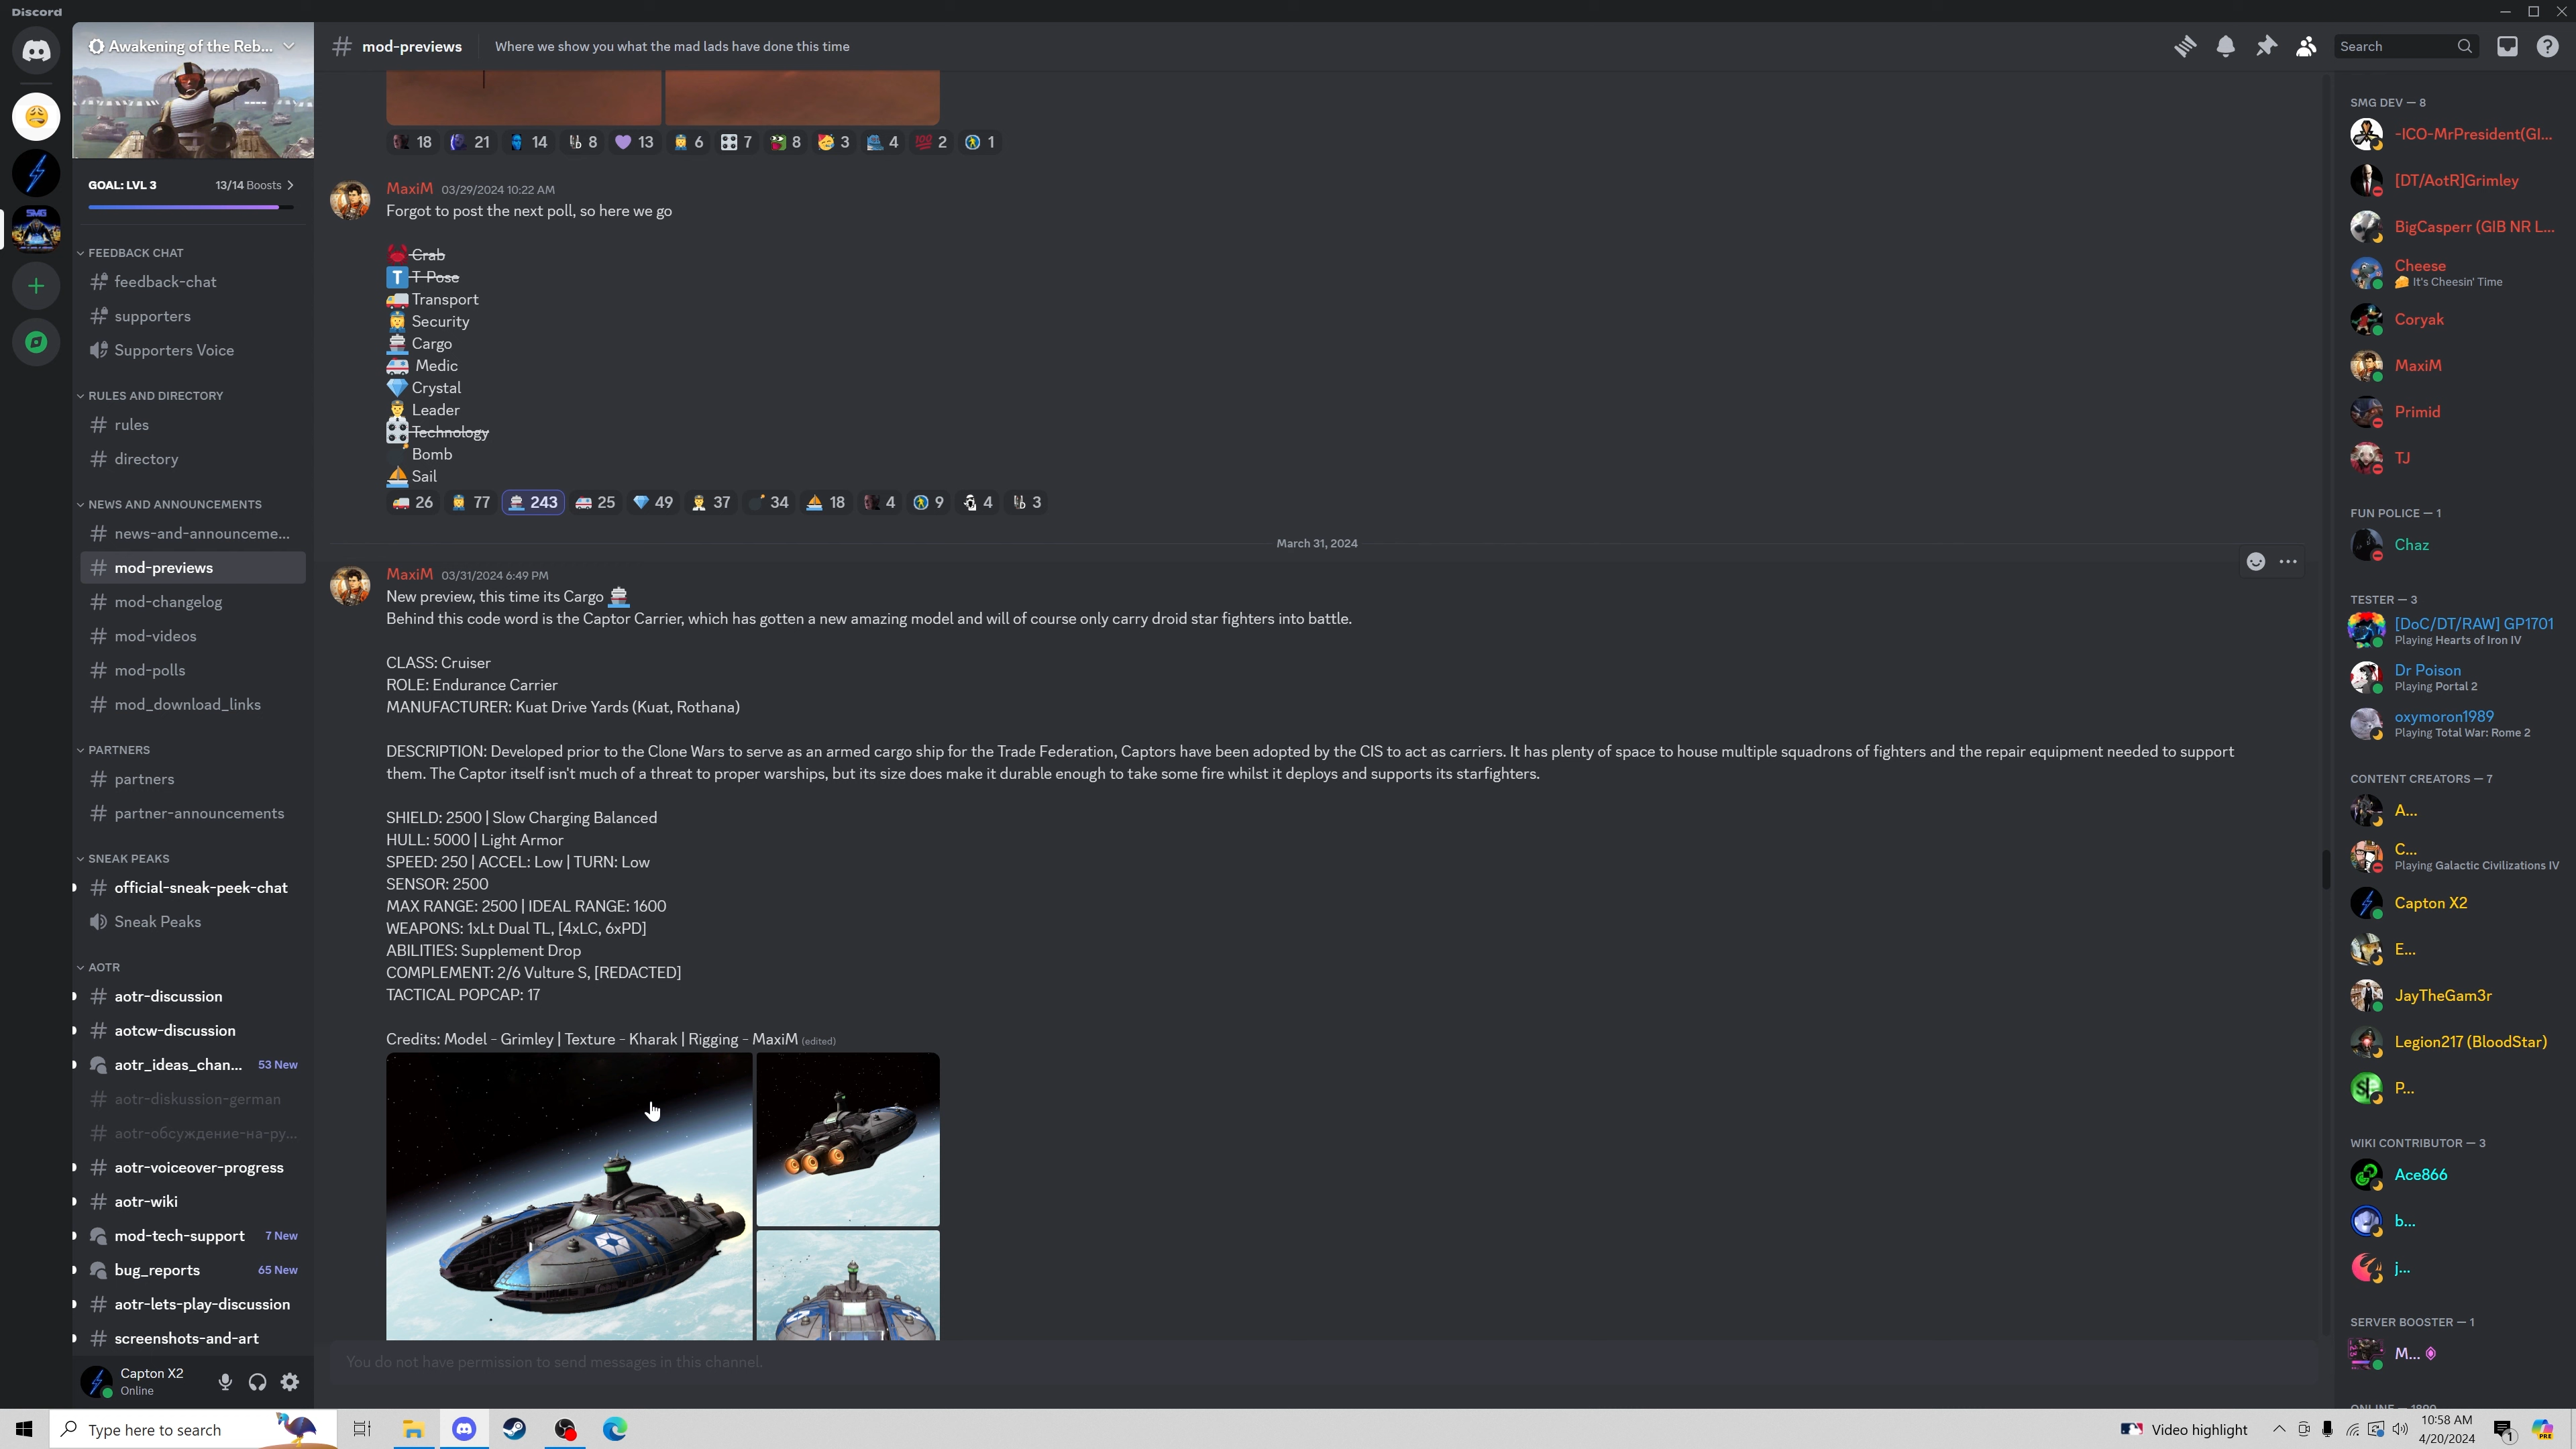 Discord
Awakening of the Reb...
GOAL: LVL 3
13/14 Boosts
FEEDBACK CHAT
feedback-chat
supporters
Supporters Voice
RULES AND DIRECTORY
rules
directory
NEWS AND ANNOUNCEMENTS
news-and-announceme...
mod-previews
mod-changelog
mod-videos
mod-polls
mod_download_links
PARTNERS
partners
partner-announcements
SNEAK PEAKS
official-sneak-peek-chat
Sneak Peaks
AOTR
aotr-discussion
aotcw-discussion
aotr_ideas_chan... 53 New
aotr-diskussion-german
aotr-обсуждение-на-ру...
aotr-voiceover-progress
aotr-wiki
mod-tech-support 7 New
bug_reports 65 New
aotr-lets-play-discussion
screenshots-and-art
Capton X2
Online
mod-previews
Where we show you what the mad lads have done this time
Search
18 21 14 8 13 6 7 8 3 4 2 1
MaxiM 03/29/2024 10:22 AM
Forgot to post the next poll, so here we go
Crab
T Pose
Transport
Security
Cargo
Medic
Crystal
Leader
Technology
Bomb
Sail
26 77 243 25 49 37 34 18 4 9 4 3
March 31, 2024
MaxiM 03/31/2024 6:49 PM
New preview, this time its Cargo
Behind this code word is the Captor Carrier, which has gotten a new amazing model and will of course only carry droid star fighters into battle.
CLASS: Cruiser
ROLE: Endurance Carrier
MANUFACTURER: Kuat Drive Yards (Kuat, Rothana)
DESCRIPTION: Developed prior to the Clone Wars to serve as an armed cargo ship for the Trade Federation, Captors have been adopted by the CIS to act as carriers. It has plenty of space to house multiple squadrons of fighters and the repair equipment needed to support
them. The Captor itself isn't much of a threat to proper warships, but its size does make it durable enough to take some fire whilst it deploys and supports its starfighters.
SHIELD: 2500 | Slow Charging Balanced
HULL: 5000 | Light Armor
SPEED: 250 | ACCEL: Low | TURN: Low
SENSOR: 2500
MAX RANGE: 2500 | IDEAL RANGE: 1600
WEAPONS: 1xLt Dual TL, [4xLC, 6xPD]
ABILITIES: Supplement Drop
COMPLEMENT: 2/6 Vulture S, [REDACTED]
TACTICAL POPCAP: 17
Credits: Model - Grimley | Texture - Kharak | Rigging - MaxiM (edited)
You do not have permission to send messages in this channel.
SMG DEV — 8
-ICO-MrPresident(GI...
[DT/AotR]Grimley
BigCasperr (GIB NR L...
Cheese
It's Cheesin' Time
Coryak
MaxiM
Primid
TJ
FUN POLICE — 1
Chaz
TESTER — 3
[DoC/DT/RAW] GP1701
Playing Hearts of Iron IV
Dr Poison
Playing Portal 2
oxymoron1989
Playing Total War: Rome 2
CONTENT CREATORS — 7
A...
C...
Playing Galactic Civilizations IV
Capton X2
E...
JayTheGam3r
Legion217 (BloodStar)
P...
WIKI CONTRIBUTOR — 3
Ace866
b...
j...
SERVER BOOSTER — 1
M...
Type here to search
Video highlight
10:58 AM
4/20/2024